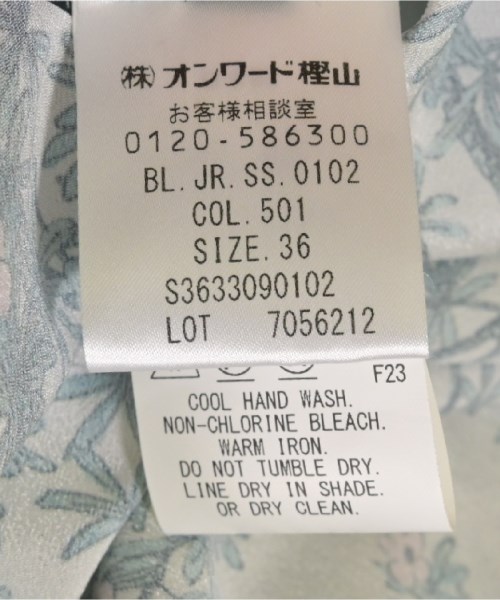 ㈱オンワード樫山
お客様相談室
0120-586300
BL.JR.SS.0102
COL.501
SIZE.36
S3633090102
LOT 7056212
F23
COOL HAND WASH.
NON-CHLORINE BLEACH.
WARM IRON.
DO NOT TUMBLE DRY.
LINE DRY IN SHADE.
OR DRY CLEAN.